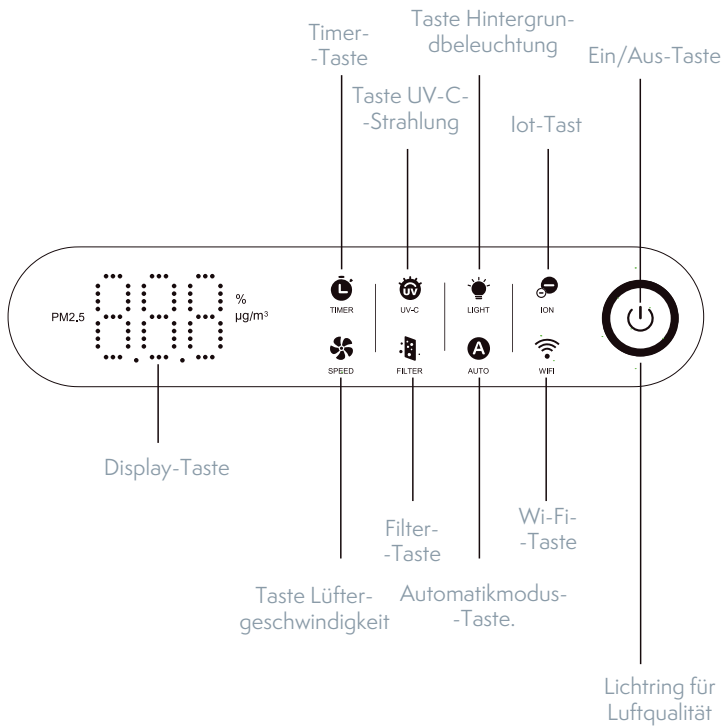 Timer-
-Taste
Taste Hintergrun-
dbeleuchtung
Ein/Aus-Taste
Taste UV-C-
-Strahlung
Iot-Tast
PM2.5
888
%
µg/m³
TIMER
UV-C
LIGHT
ION
SPEED
FILTER
AUTO
WIFI
Display-Taste
Filter-
-Taste
Wi-Fi-
-Taste
Taste Lüfter-
geschwindigkeit
Automatikmodus-
-Taste.
Lichtring für
Luftqualität